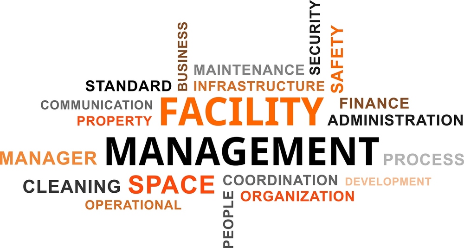 SECURITY
BUSINESS
SAFETY
MAINTENANCE
STANDARD
INFRASTRUCTURE
COMMUNICATION
FACILITY
FINANCE
PROPERTY
ADMINISTRATION
MANAGER
MANAGEMENT
PROCESS
CLEANING
SPACE
COORDINATION
DEVELOPMENT
OPERATIONAL
PEOPLE
ORGANIZATION